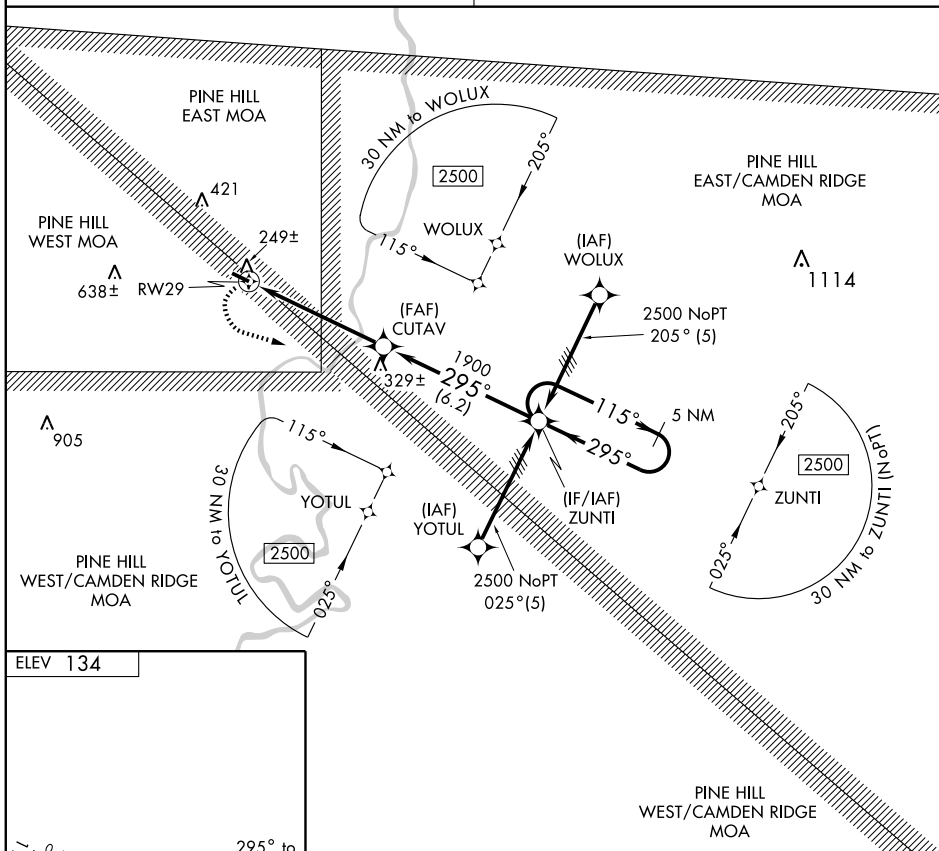 PINE HILL
EAST MOA
30 NM to WOLUX
205°
2500
WOLUX
115°
PINE HILL
EAST/CAMDEN RIDGE
MOA
421
PINE HILL
WEST MOA
249±
638±
RW29
(IAF)
WOLUX
1114
2500 NoPT
205° (5)
(FAF)
CUTAV
1900
295°
(6.2)
329±
115°
5 NM
295°
905
(IF/IAF)
ZUNTI
205°
2500
ZUNTI
025°
30 NM to ZUNTI (NoPT)
115°
30 NM to YOTUL
YOTUL
2500
025°
(IAF)
YOTUL
2500 NoPT
025° (5)
PINE HILL
WEST/CAMDEN RIDGE
MOA
ELEV 134
295° to
PINE HILL
WEST/CAMDEN RIDGE
MOA